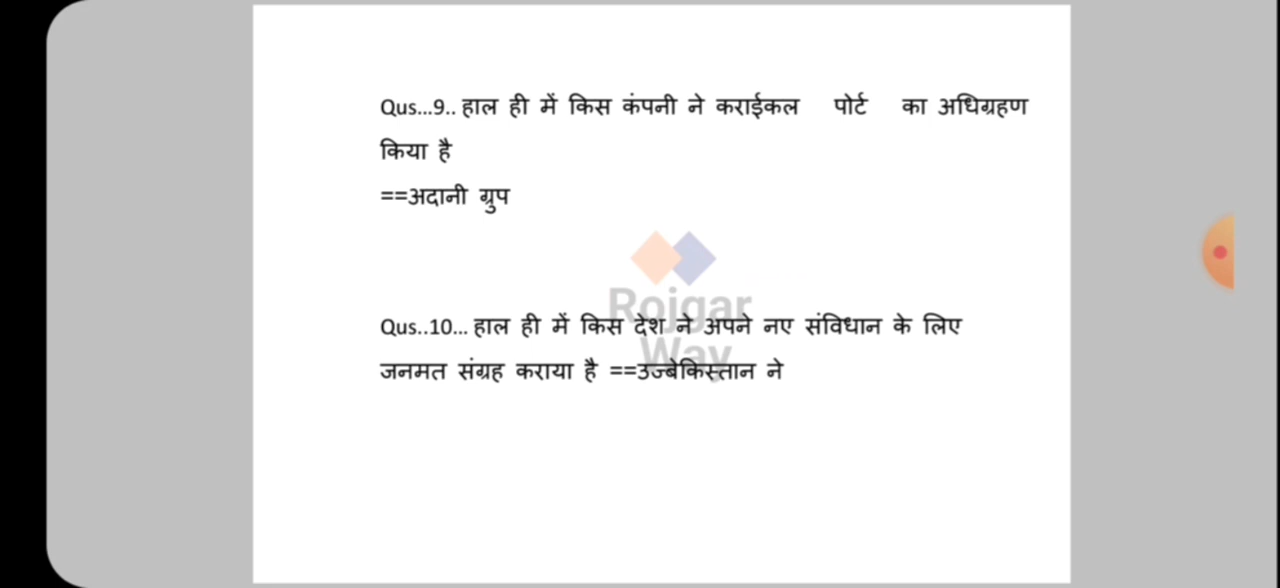 Qus...9.. हाल ही में किस कंपनी ने कराईकल पोर्ट का अधिग्रहण
किया है
==अदानी ग्रुप
Rojgar
Qus..10... हाल ही में किस देश ने अपने नए संविधान के लिए
Way
जनमत संग्रह कराया है ==उज्बेकिस्तान ने